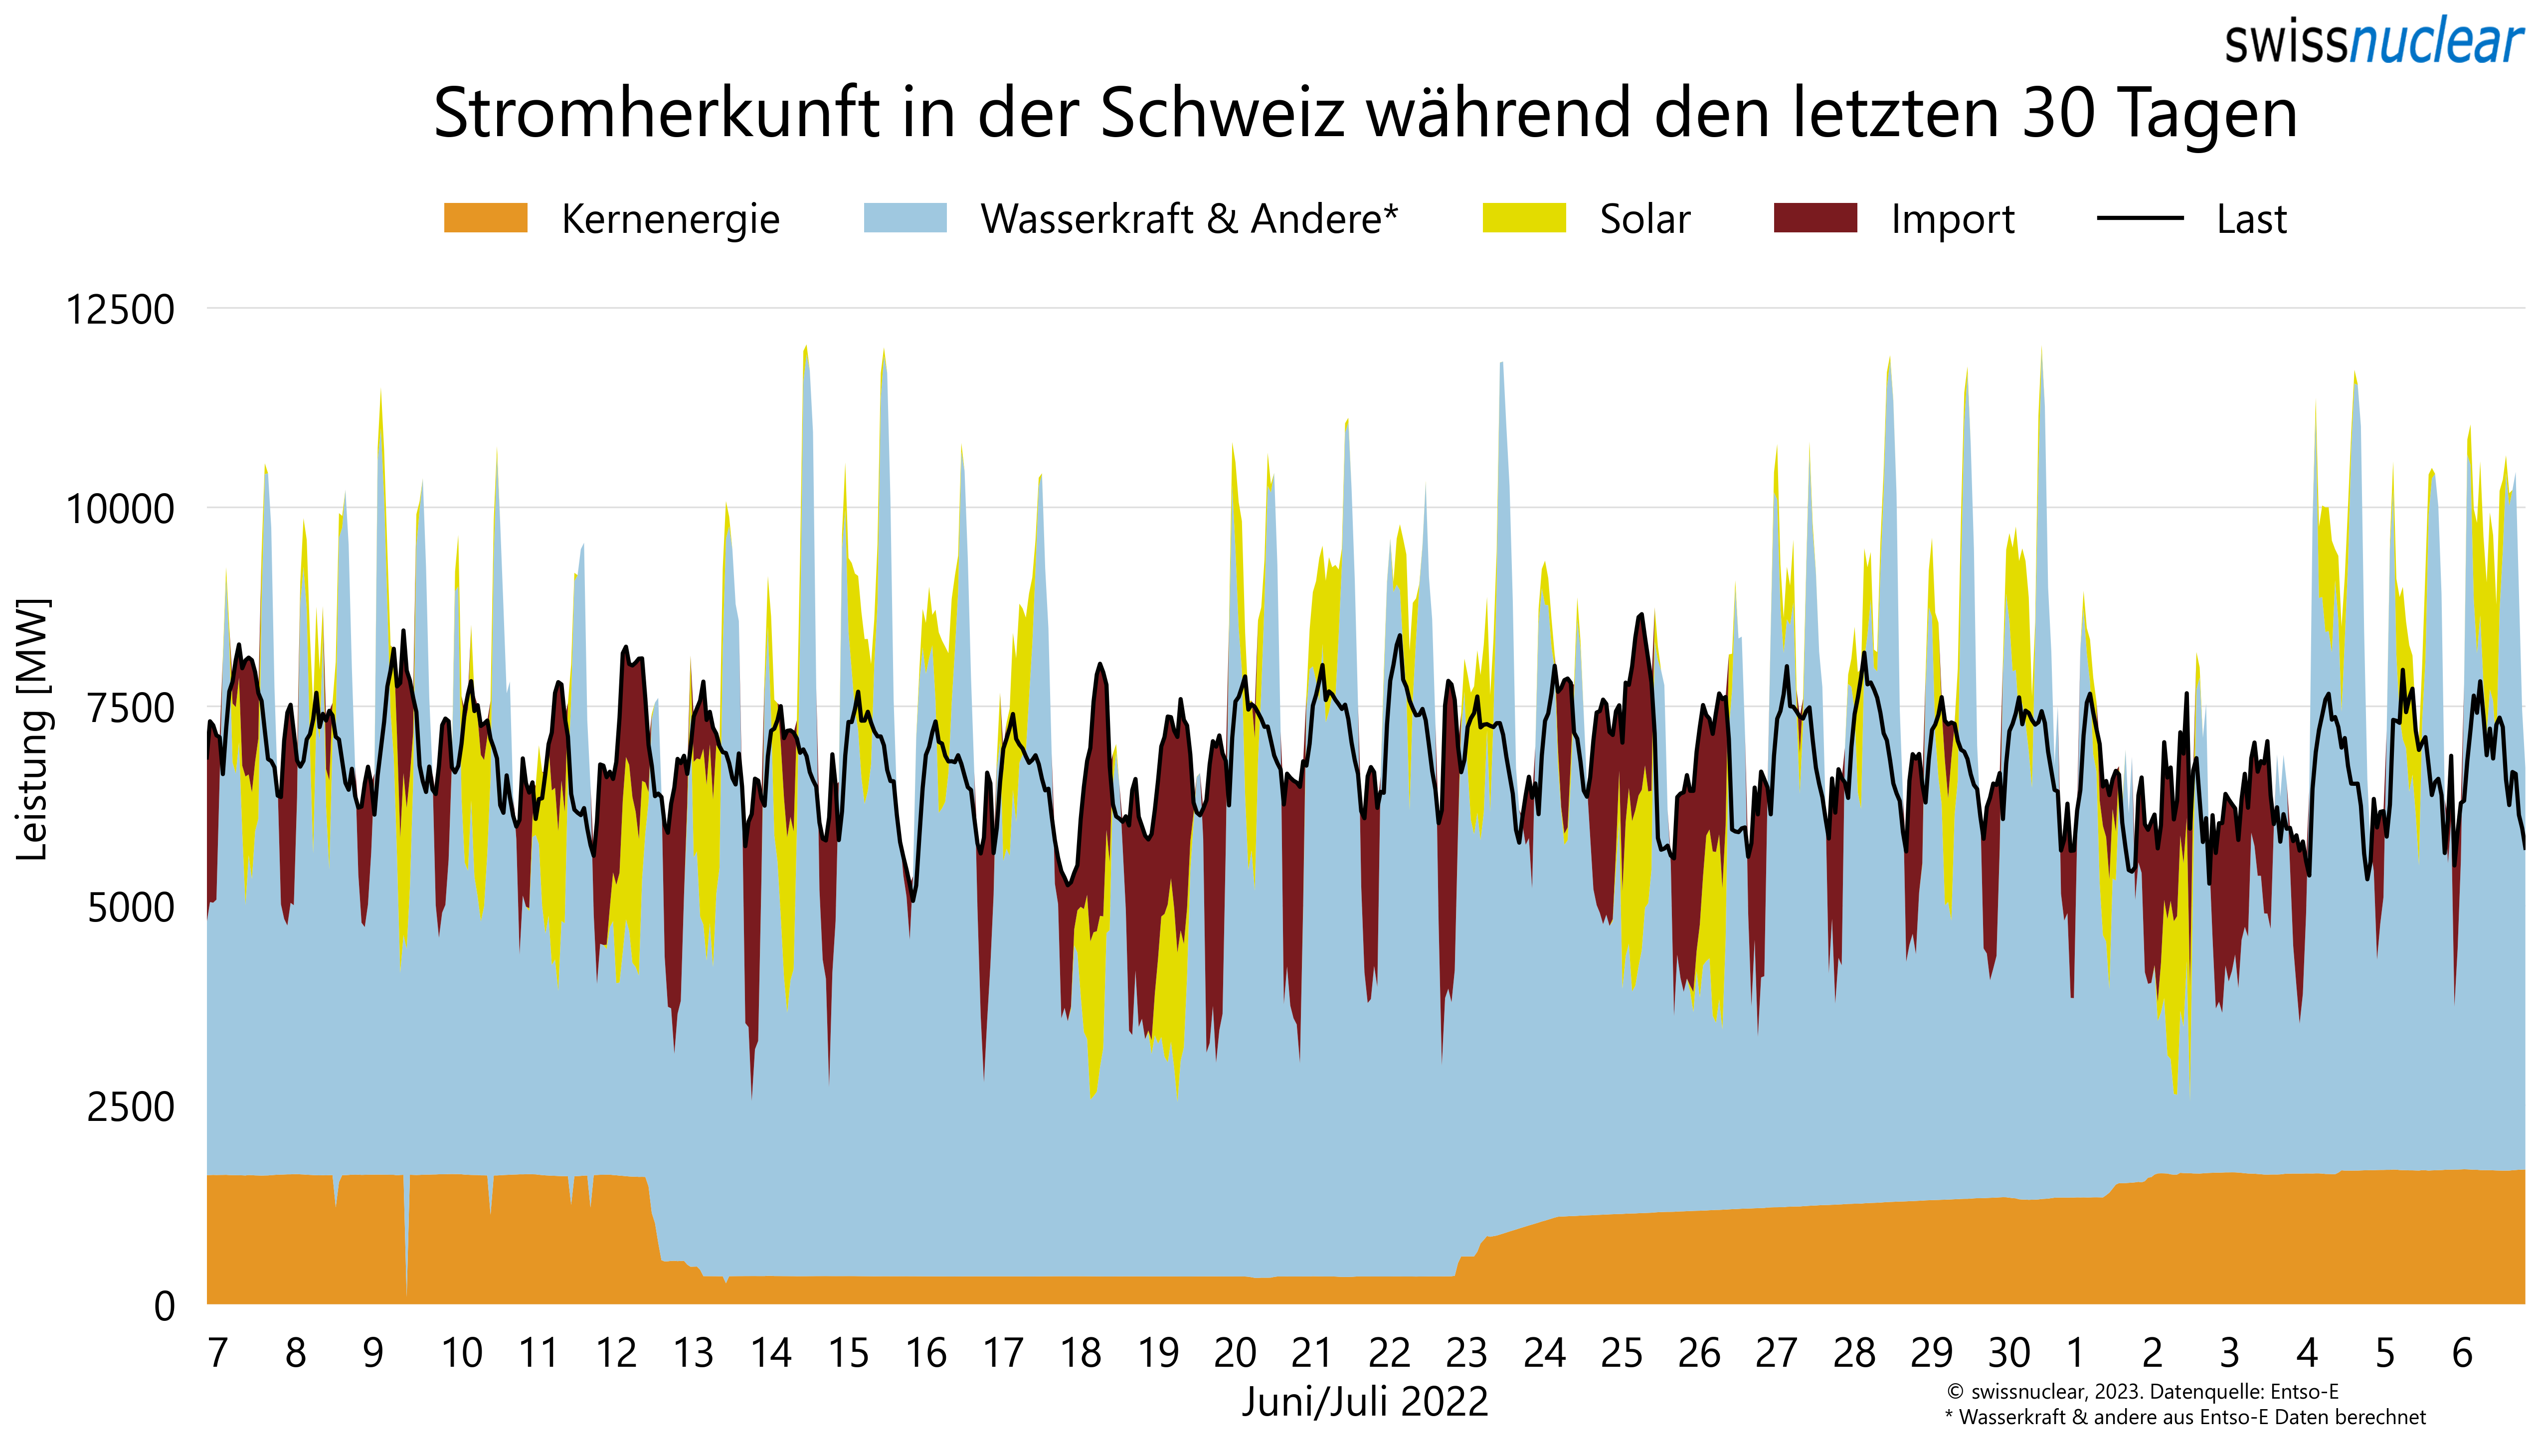 swissnuclear
Stromherkunft in der Schweiz während den letzten 30 Tagen
Kernenergie Wasserkraft & Andere* Solar Import Last
12500
10000
7500
5000
2500
0
Leistung [MW]
7 8 9 10 11 12 13 14 15 16 17 18 19 20 21 22 23 24 25 26 27 28 29 30 1 2 3 4 5 6
Juni/Juli 2022
© swissnuclear, 2023. Datenquelle: Entso-E
* Wasserkraft & andere aus Entso-E Daten berechnet